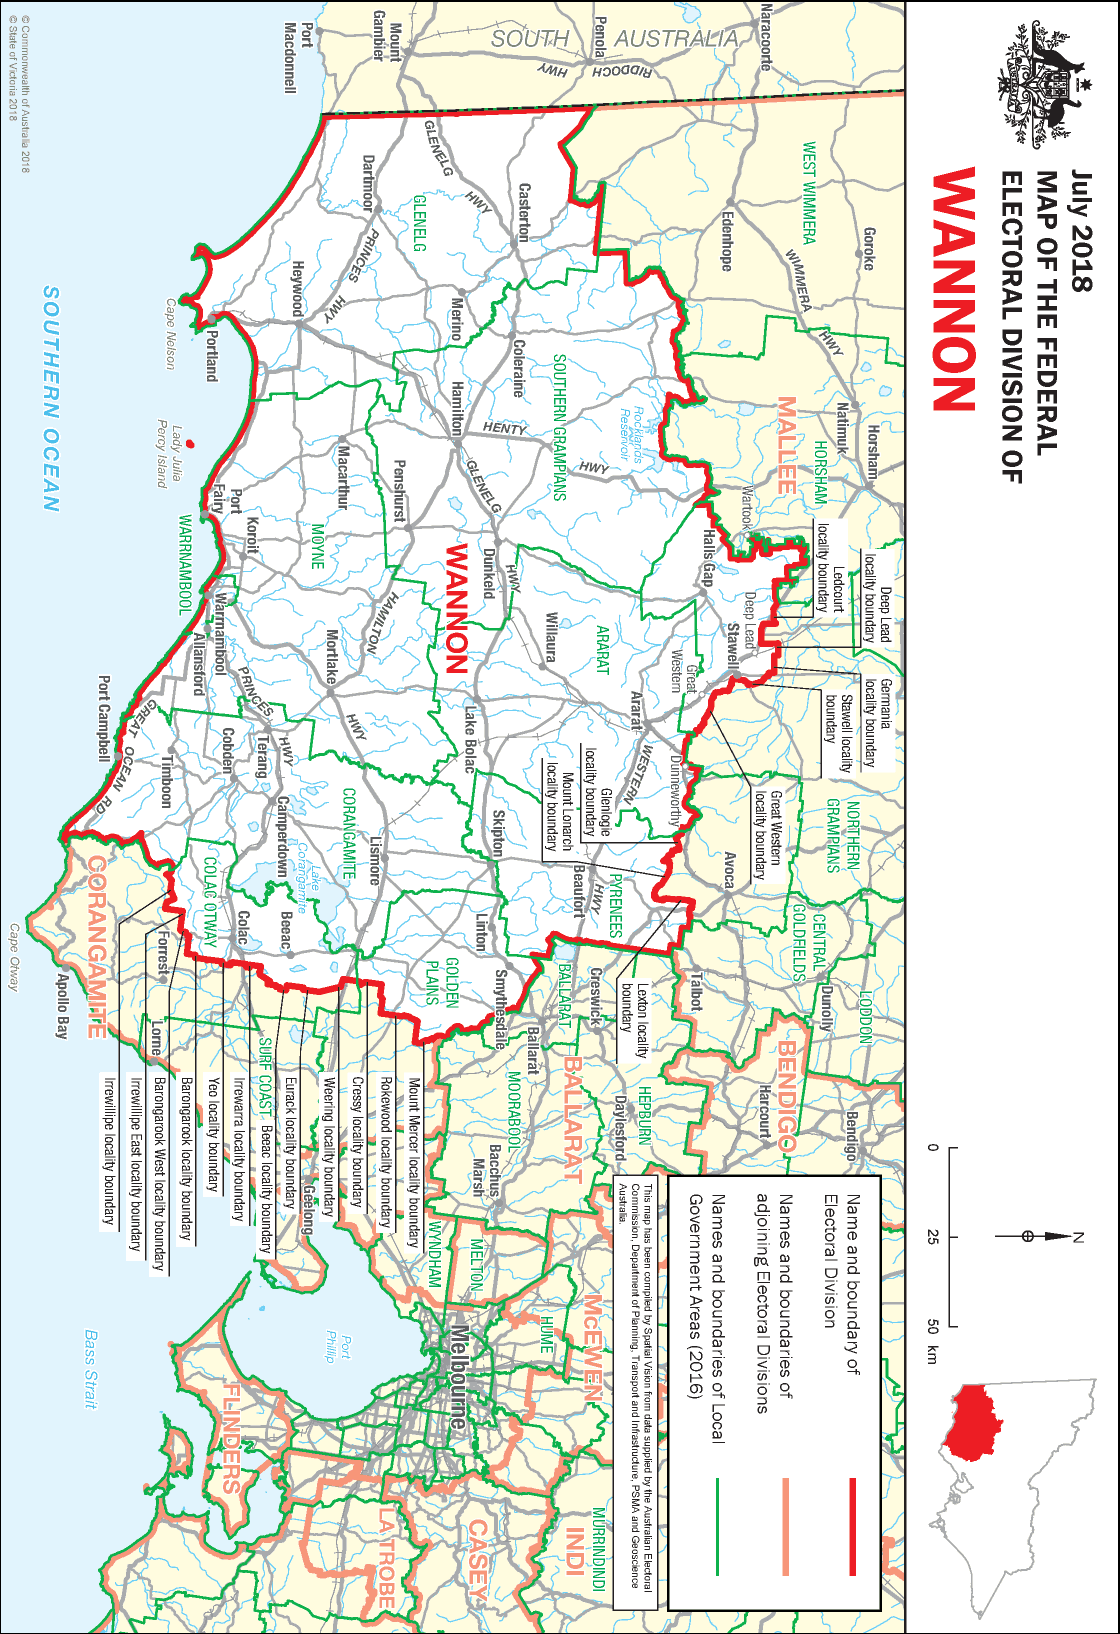 July 2018
MAP OF THE FEDERAL
ELECTORAL DIVISION OF
WANNON
N
0 25 50 km
Name and boundary of
Electoral Division
Names and boundaries of
adjoining Electoral Divisions
Names and boundaries of Local
Government Areas (2016)
This map has been compiled by Spatial Vision from data supplied by the Australian Electoral
Commission, Department of Planning, Transport and Infrastructure, PSMA and Geoscience
Australia.
Naracoorte
SOUTH AUSTRALIA
Penola
RIDDOCH
HWY
Mount
Gambier
Port
Macdonnell
WEST WIMMERA
Goroke
Edenhope
WIMMERA
HWY
Natimuk
Horsham
HORSHAM
MALLEE
Deep Lead
locality boundary
Ledcourt
locality boundary
Germania
locality boundary
Stawell locality
boundary
Great Western
locality boundary
NORTHERN
GRAMPIANS
Avoca
CENTRAL
GOLDFIELDS
LODDON
Dunolly
Talbot
BENDIGO
Bendigo
Harcourt
Wartook
Halls Gap
Deep Lead
Stawell
Great
Western
Ararat
ARARAT
Dunneworthy
WESTERN
HWY
Glenlogie
locality boundary
Mount Lonarch
locality boundary
Beaufort
PYRENEES
Lexton locality
boundary
Creswick
BALLARAT
Ballarat
BALLARAT
HEPBURN
Daylesford
MOORABOOL
Bacchus
Marsh
GLENELG
HWY
Casterton
Dartmoor
GLENELG
PRINCES
HWY
Heywood
Merino
Coleraine
SOUTHERN GRAMPIANS
Rocklands
Reservoir
Hamilton
HENTY
HWY
GLENELG
HWY
Dunkeld
Willaura
WANNON
Penshurst
Macarthur
MOYNE
HAMILTON
HWY
Mortlake
Lake Bolac
Skipton
Linton
Smythesdale
GOLDEN
PLAINS
Lismore
CORANGAMITE
Lake
Corangamite
Portland
Cape Nelson
Lady Julia
Percy Island
Port
Fairy
Koroit
WARRNAMBOOL
Warrnambool
Allansford
PRINCES
HWY
Terang
Cobden
Camperdown
Timboon
Port Campbell
GREAT OCEAN RD
COLAC OTWAY
Colac
Beeac
Forrest
CORANGAMITE
Apollo Bay
Cape Otway
Lorne
SURF COAST
Geelong
Mount Mercer locality boundary
Rokewood locality boundary
Cressy locality boundary
Weering locality boundary
Eurack locality boundary
Beeac locality boundary
Irrewarra locality boundary
Yeo locality boundary
Barongarook locality boundary
Barongarook West locality boundary
Irrewillipe East locality boundary
Irrewillipe locality boundary
WYNDHAM
MELTON
HUME
McEWEN
Melbourne
Port
Phillip
FLINDERS
LA TROBE
CASEY
INDI
MURRINDINDI
SOUTHERN OCEAN
Bass Strait
© Commonwealth of Australia 2018
© State of Victoria 2018